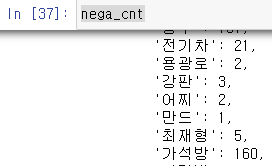 In [37]: nega_cnt
'전기차': 21,
'용광로': 2,
'강판': 3,
'어찌': 2,
'만드': 1,
'최재형': 5,
'가석방': 160,